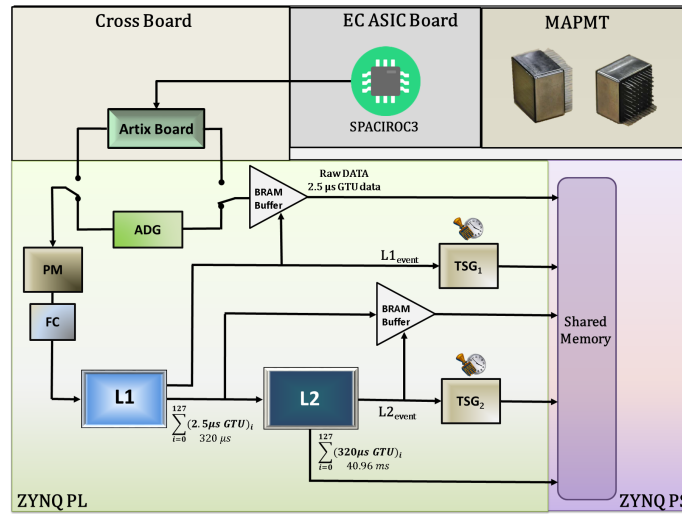 Cross Board
EC ASIC Board
MAPMT
SPACIROC3
Artix Board
Raw DATA
2.5 μs GTU data
BRAM
Buffer
ADG
PM
FC
L1event
TSG1
BRAM
Buffer
Shared
Memory
L1
L2
L2event
TSG2
127
∑(2.5μs GTU)i
i=0
320 μs
127
∑(320μs GTU)i
i=0
40.96 ms
ZYNQ PL
ZYNQ PS